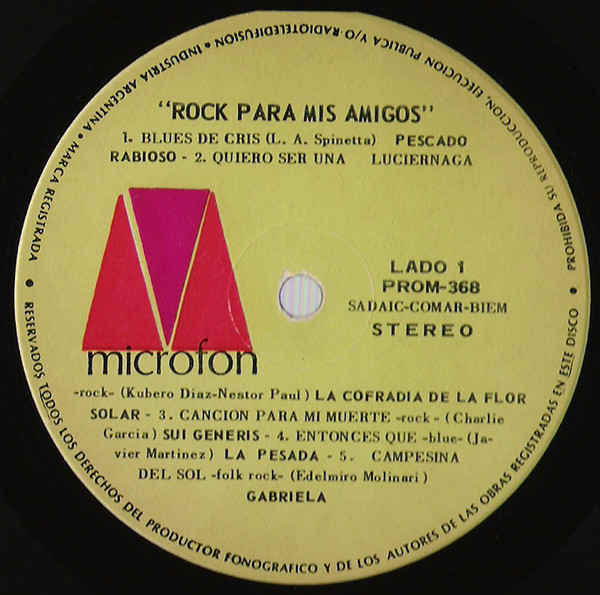 "ROCK PARA MIS AMIGOS"
1. BLUES DE CRIS (L. A. Spinetta) PESCADO
RABIOSO - 2. QUIERO SER UNA LUCIERNAGA
LADO 1
PROM-368
SADAIC-COMAR-BIEM
STEREO
microfon
-rock- (Kubero Diaz-Nestor Paul) LA COFRADIA DE LA FLOR
SOLAR - 3. CANCION PARA MI MUERTE -rock- (Charlie
Garcia) SUI GENERIS - 4. ENTONCES QUE -blue- (Ja-
vier Martinez) LA PESADA - 5. CAMPESINA
DEL SOL -folk rock- (Edelmiro Molinari)
GABRIELA
INDUSTRIA ARGENTINA • MARCA REGISTRADA • RESERVADOS TODOS LOS DERECHOS DEL PRODUCTOR FONOGRAFICO Y DE LOS AUTORES DE LAS OBRAS REGISTRADAS EN ESTE DISCO • PROHIBIDA SU REPRODUCCION, EJECUCION PUBLICA Y/O RADIOTELEDIFUSION •